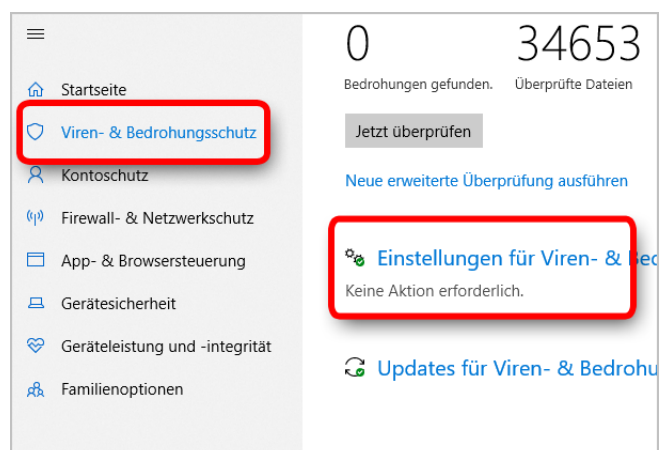 Startseite
Viren- & Bedrohungsschutz
Kontoschutz
Firewall- & Netzwerkschutz
App- & Browsersteuerung
Gerätesicherheit
Geräteleistung und -integrität
Familienoptionen
0 34653
Bedrohungen gefunden. Überprüfte Dateien
Jetzt überprüfen
Neue erweiterte Überprüfung ausführen
Einstellungen für Viren- & Bed
Keine Aktion erforderlich.
Updates für Viren- & Bedrohu